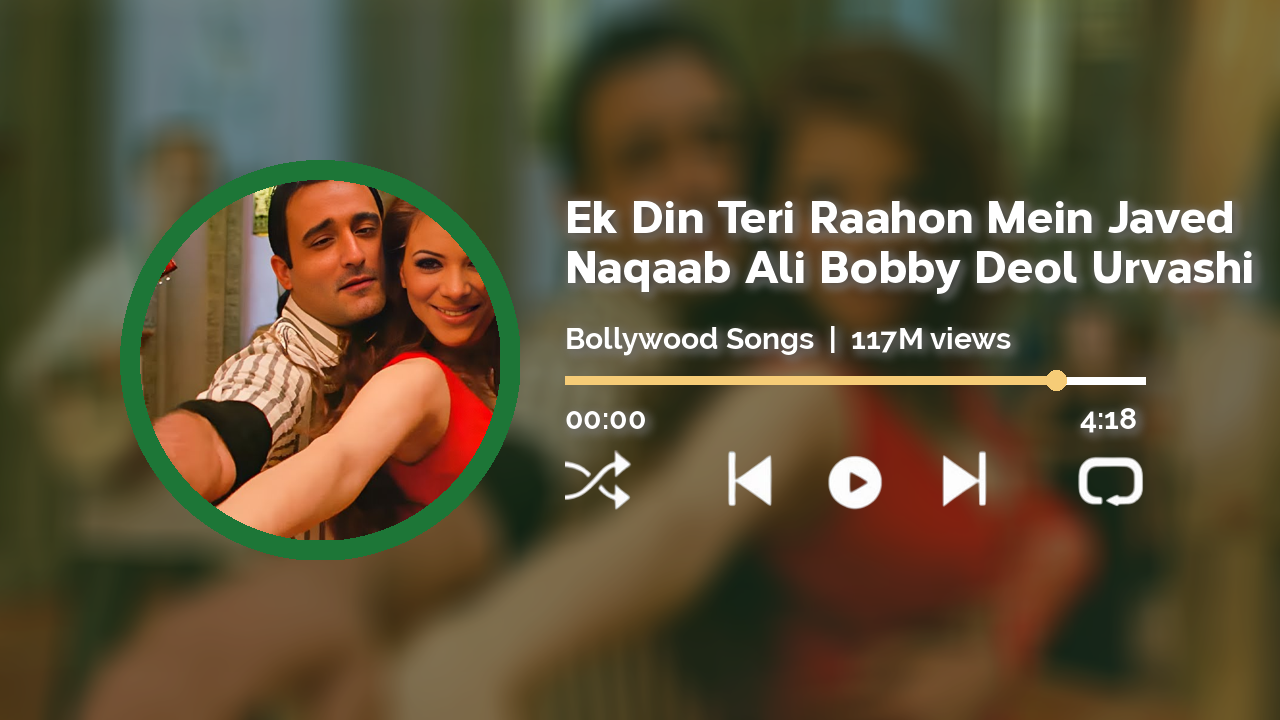 Ek Din Teri Raahon Mein Javed
Naqaab Ali Bobby Deol Urvashi
Bollywood Songs | 117M views
00:00 4:18